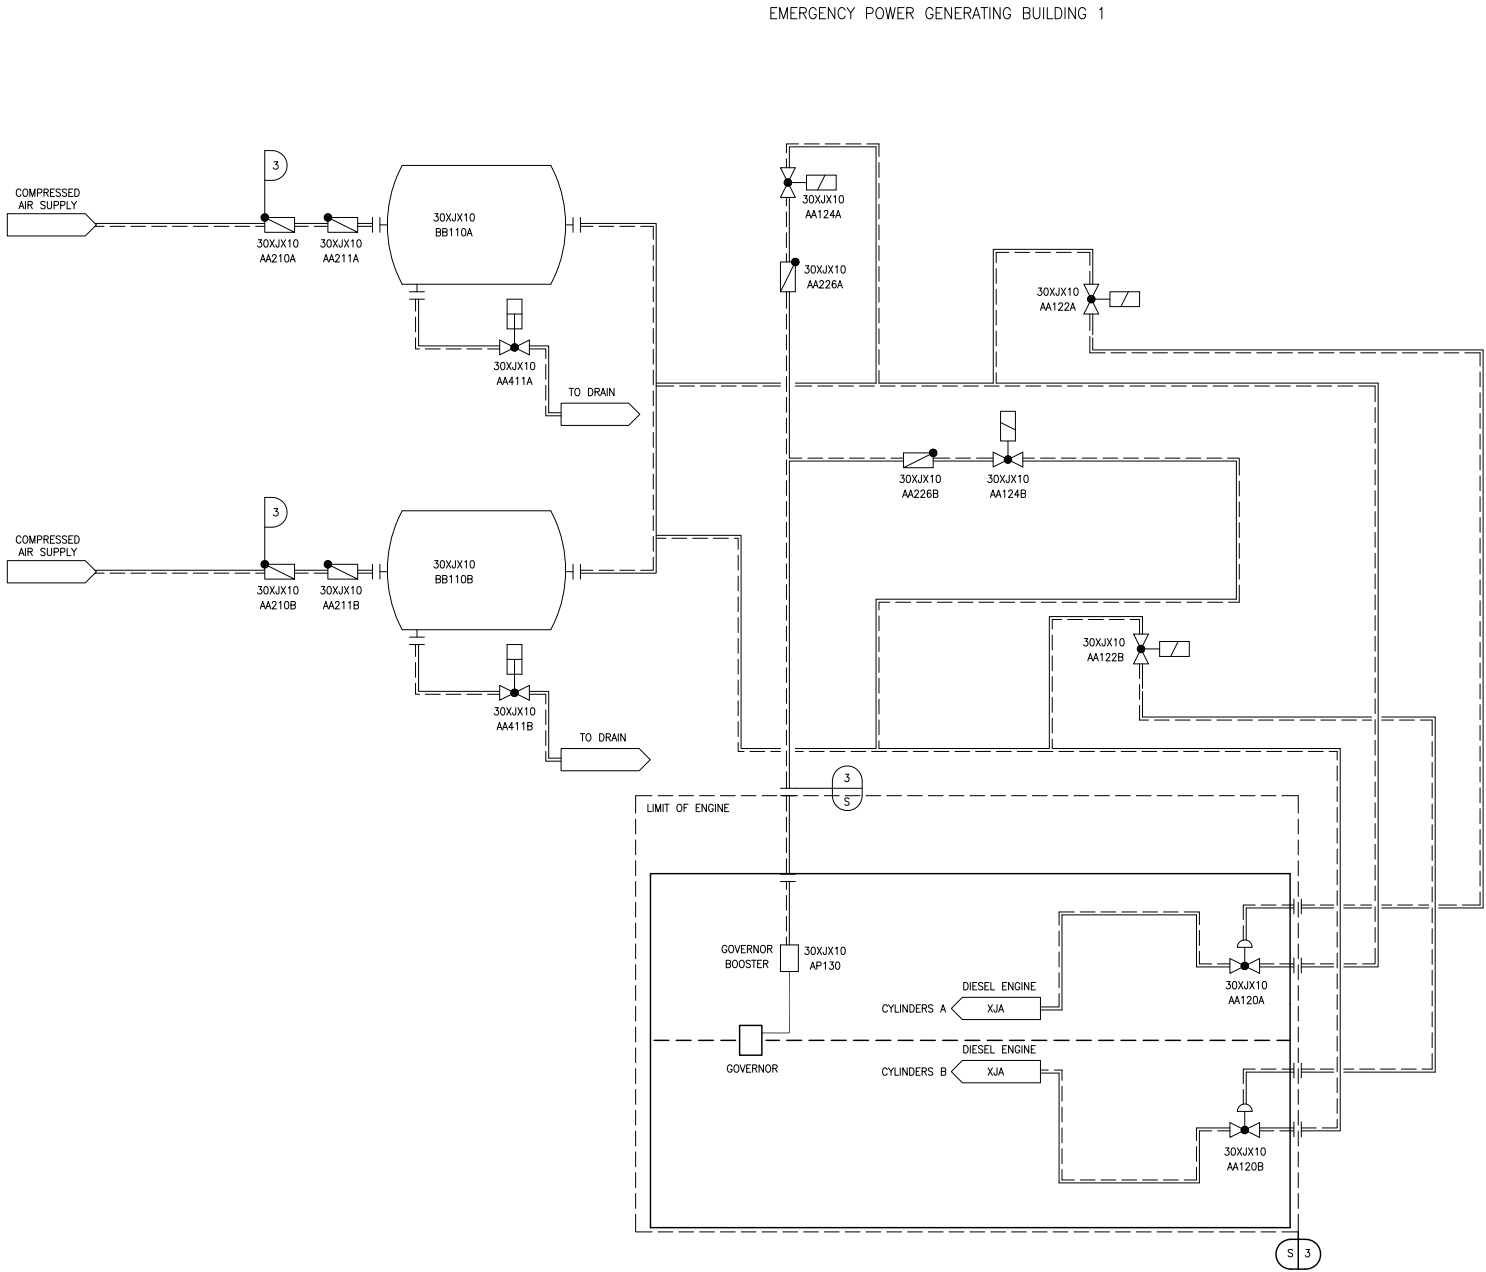 EMERGENCY POWER GENERATING BUILDING 1
3
COMPRESSED
AIR SUPPLY
30XJX10
AA210A
30XJX10
AA211A
30XJX10
BB110A
30XJX10
AA411A
TO DRAIN
30XJX10
AA124A
30XJX10
AA226A
30XJX10
AA122A
30XJX10
AA226B
30XJX10
AA124B
3
COMPRESSED
AIR SUPPLY
30XJX10
AA210B
30XJX10
AA211B
30XJX10
BB110B
30XJX10
AA411B
TO DRAIN
30XJX10
AA122B
3
S
LIMIT OF ENGINE
GOVERNOR
BOOSTER
30XJX10
AP130
GOVERNOR
DIESEL ENGINE
CYLINDERS A
XJA
DIESEL ENGINE
CYLINDERS B
XJA
30XJX10
AA120A
30XJX10
AA120B
S 3